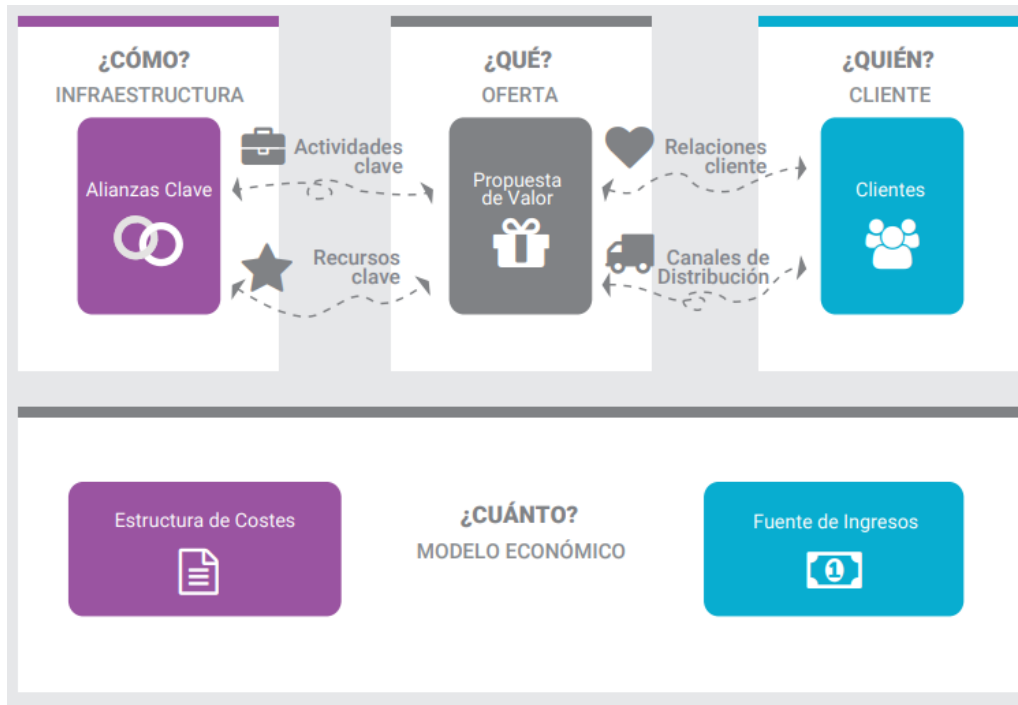 ¿CÓMO?
INFRAESTRUCTURA
Alianzas Clave
Actividades
clave
Recursos
clave
¿QUÉ?
OFERTA
Propuesta
de Valor
Relaciones
cliente
Canales de
Distribución
¿QUIÉN?
CLIENTE
Clientes
Estructura de Costes
¿CUÁNTO?
MODELO ECONÓMICO
Fuente de Ingresos
1